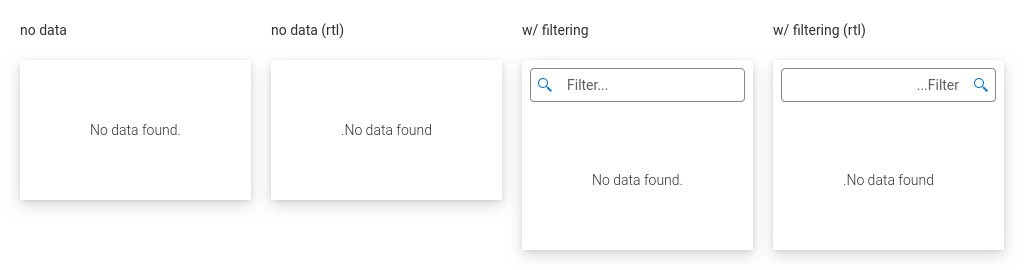 no data
No data found.
no data (rtl)
.No data found
w/ filtering
Filter...
No data found.
w/ filtering (rtl)
...Filter
.No data found